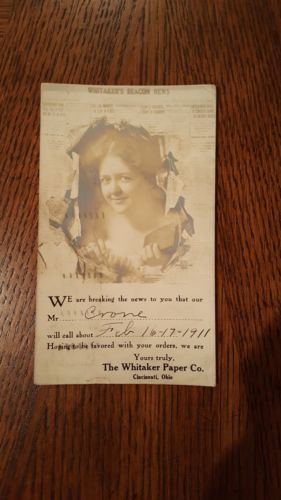 WHITAKER'S BEACON NEWS
WE are breaking the news to you that our
Mr Crone
will call about Feb 16-17-1911
Hoping to be favored with your orders, we are
Yours truly,
The Whitaker Paper Co.
Cincinnati, Ohio